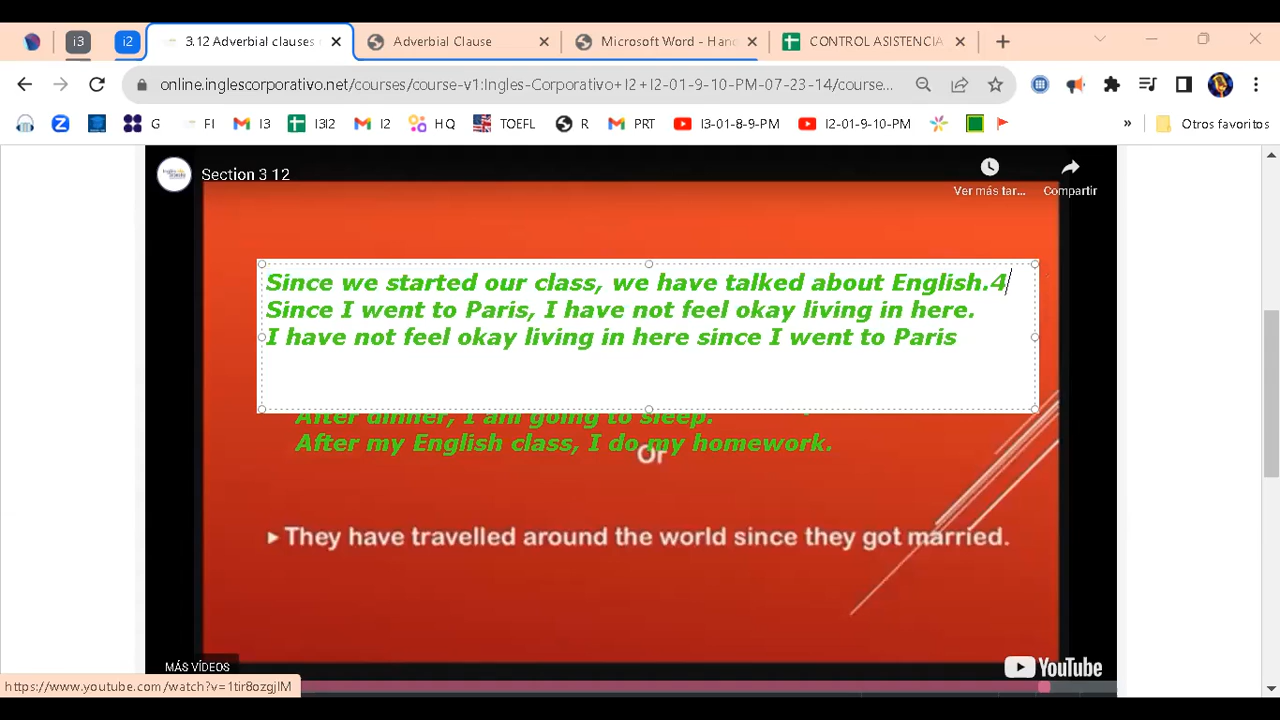 i3
i2
3.12 Adverbial clauses
Adverbial Clause
Microsoft Word - Hand
CONTROL ASISTENCIA
online.inglescorporativo.net/courses/course-v1:Ingles-Corporativo+I2+I2-01-9-10-PM-07-23-14/course...
G
FI
I3
I3I2
I2
HQ
TOEFL
R
PRT
I3-01-8-9-PM
I2-01-9-10-PM
»
Otros favoritos
Section 3 12
Ver más tar...
Compartir
Since we started our class, we have talked about English.4
Since I went to Paris, I have not feel okay living in here.
I have not feel okay living in here since I went to Paris
After dinner, I am going to sleep.
After my English class, I do my homework.
Or
They have travelled around the world since they got married.
MÁS VÍDEOS
YouTube
https://www.youtube.com/watch?v=1tir8ozgjlM